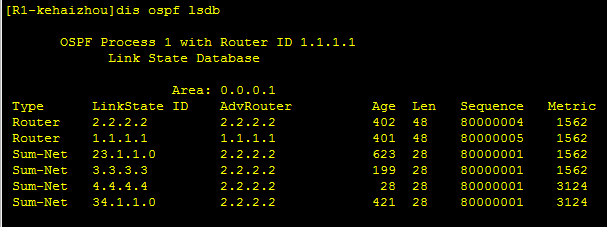 [R1-kehaizhou]dis ospf lsdb
OSPF Process 1 with Router ID 1.1.1.1
Link State Database
Area: 0.0.0.1
Type LinkState ID AdvRouter Age Len Sequence Metric
Router 2.2.2.2 2.2.2.2 402 48 80000004 1562
Router 1.1.1.1 1.1.1.1 401 48 80000005 1562
Sum-Net 23.1.1.0 2.2.2.2 623 28 80000001 1562
Sum-Net 3.3.3.3 2.2.2.2 199 28 80000001 1562
Sum-Net 4.4.4.4 2.2.2.2 28 28 80000001 3124
Sum-Net 34.1.1.0 2.2.2.2 421 28 80000001 3124